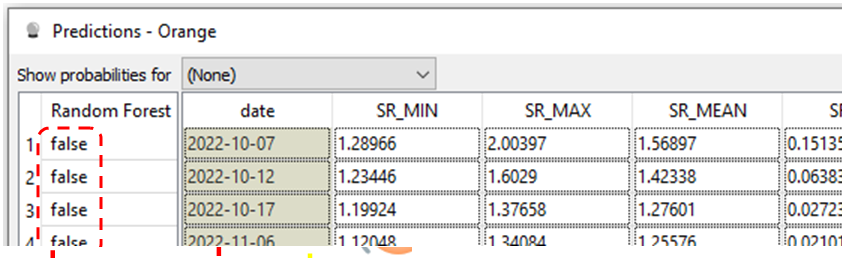 Predictions - Orange
Show probabilities for (None)
Random Forest date SR_MIN SR_MAX SR_MEAN
1 false 2022-10-07 1.28966 2.00397 1.56897 0.15135
2 false 2022-10-12 1.23446 1.6029 1.42338 0.06383
3 false 2022-10-17 1.19924 1.37658 1.27601 0.02723
4 false 2022-11-06 1.12048 1.34084 1.25576 0.02101